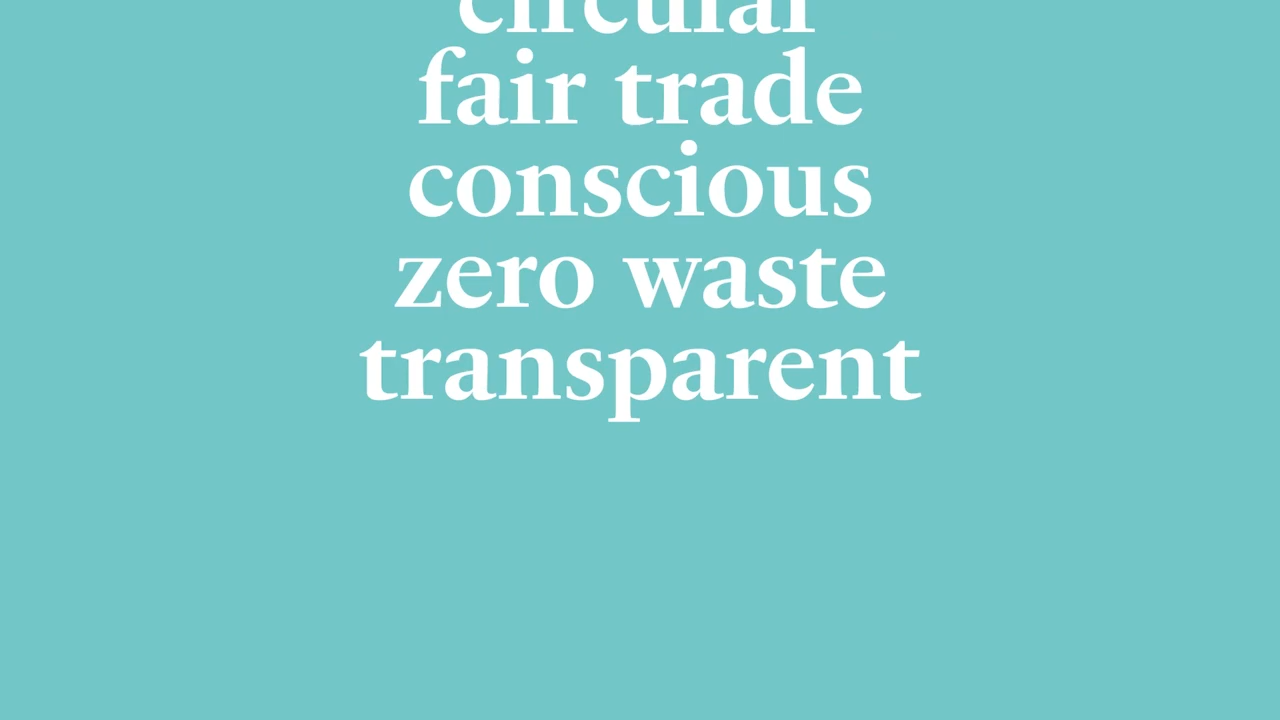 circular
fair trade
conscious
zero waste
transparent